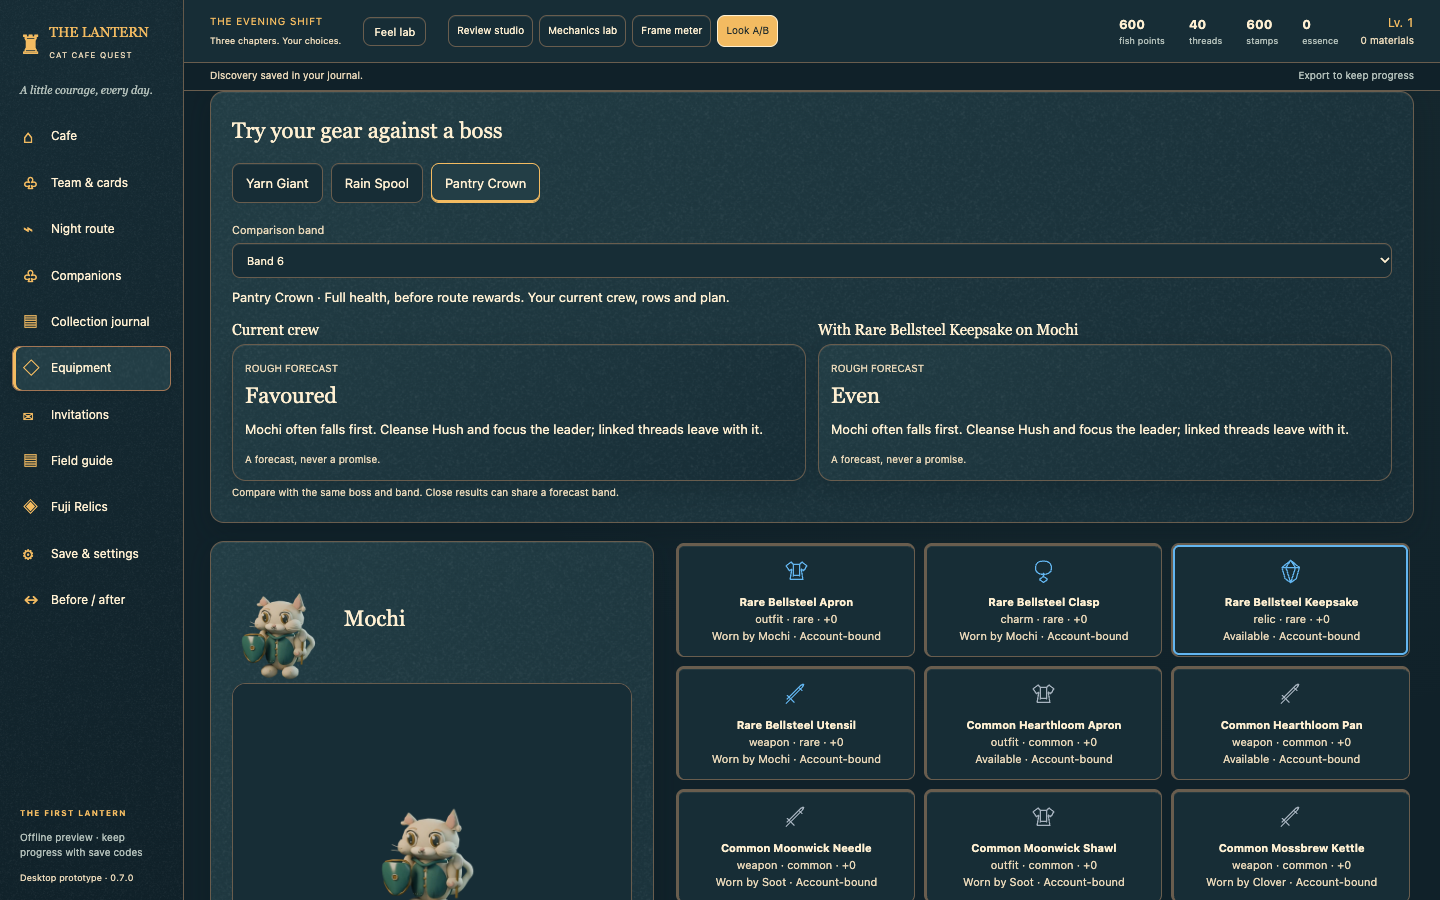 THE LANTERN
CAT CAFE QUEST
A little courage, every day.
Cafe
Team & cards
Night route
Companions
Collection journal
Equipment
Invitations
Field guide
Fuji Relics
Save & settings
Before / after
THE FIRST LANTERN
Offline preview · keep
progress with save codes
Desktop prototype · 0.7.0
THE EVENING SHIFT
Three chapters. Your choices.
Feel lab
Review studio
Mechanics lab
Frame meter
Look A/B
600
fish points
40
threads
600
stamps
0
essence
Lv. 1
0 materials
Discovery saved in your journal.
Export to keep progress
Try your gear against a boss
Yarn Giant
Rain Spool
Pantry Crown
Comparison band
Band 6
Pantry Crown · Full health, before route rewards. Your current crew, rows and plan.
Current crew
ROUGH FORECAST
Favoured
Mochi often falls first. Cleanse Hush and focus the leader; linked threads leave with it.
A forecast, never a promise.
With Rare Bellsteel Keepsake on Mochi
ROUGH FORECAST
Even
Mochi often falls first. Cleanse Hush and focus the leader; linked threads leave with it.
A forecast, never a promise.
Compare with the same boss and band. Close results can share a forecast band.
Mochi
Rare Bellsteel Apron
outfit · rare · +0
Worn by Mochi · Account-bound
Rare Bellsteel Clasp
charm · rare · +0
Worn by Mochi · Account-bound
Rare Bellsteel Keepsake
relic · rare · +0
Available · Account-bound
Rare Bellsteel Utensil
weapon · rare · +0
Worn by Mochi · Account-bound
Common Hearthloom Apron
outfit · common · +0
Available · Account-bound
Common Hearthloom Pan
weapon · common · +0
Available · Account-bound
Common Moonwick Needle
weapon · common · +0
Worn by Soot · Account-bound
Common Moonwick Shawl
outfit · common · +0
Worn by Soot · Account-bound
Common Mossbrew Kettle
weapon · common · +0
Worn by Clover · Account-bound